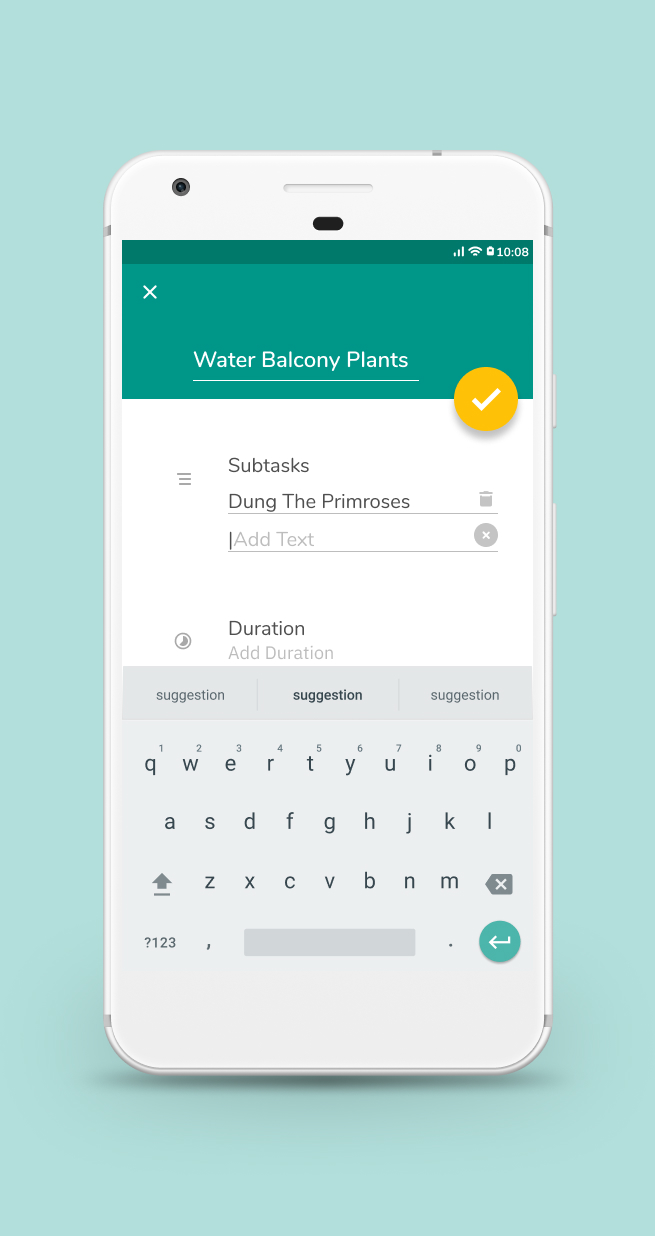 10:08
Water Balcony Plants
Subtasks
Dung The Primroses
Add Text
Duration
Add Duration
suggestion suggestion suggestion
1 2 3 4 5 6 7 8 9 0
q w e r t y u i o p
a s d f g h j k l
z x c v b n m
?123 , .